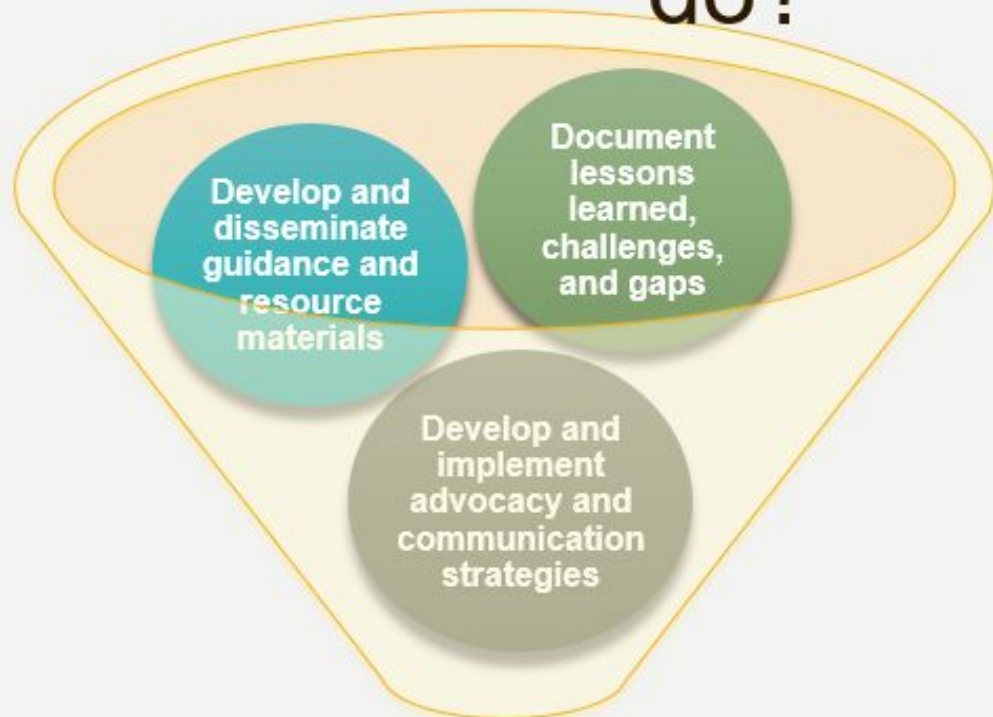 do?
Develop and
disseminate
guidance and
resource
materials
Document
lessons
learned,
challenges,
and gaps
Develop and
implement
advocacy and
communication
strategies